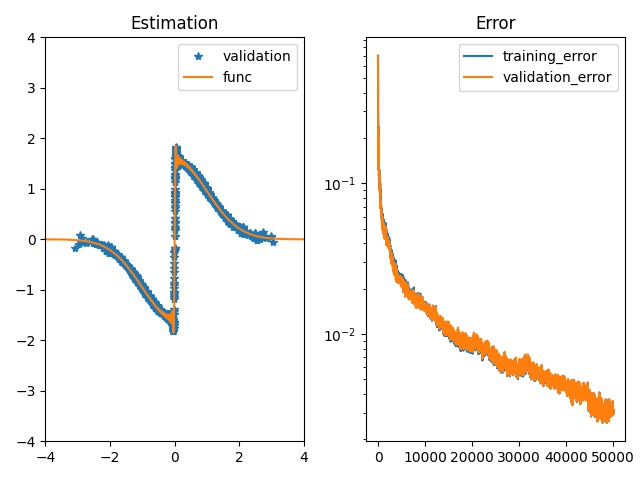 Estimation
validation
func
4
3
2
1
0
−1
−2
−3
−4
−4 −2 0 2 4
Error
training_error
validation_error
10⁻¹
10⁻²
0 10000 20000 30000 40000 50000